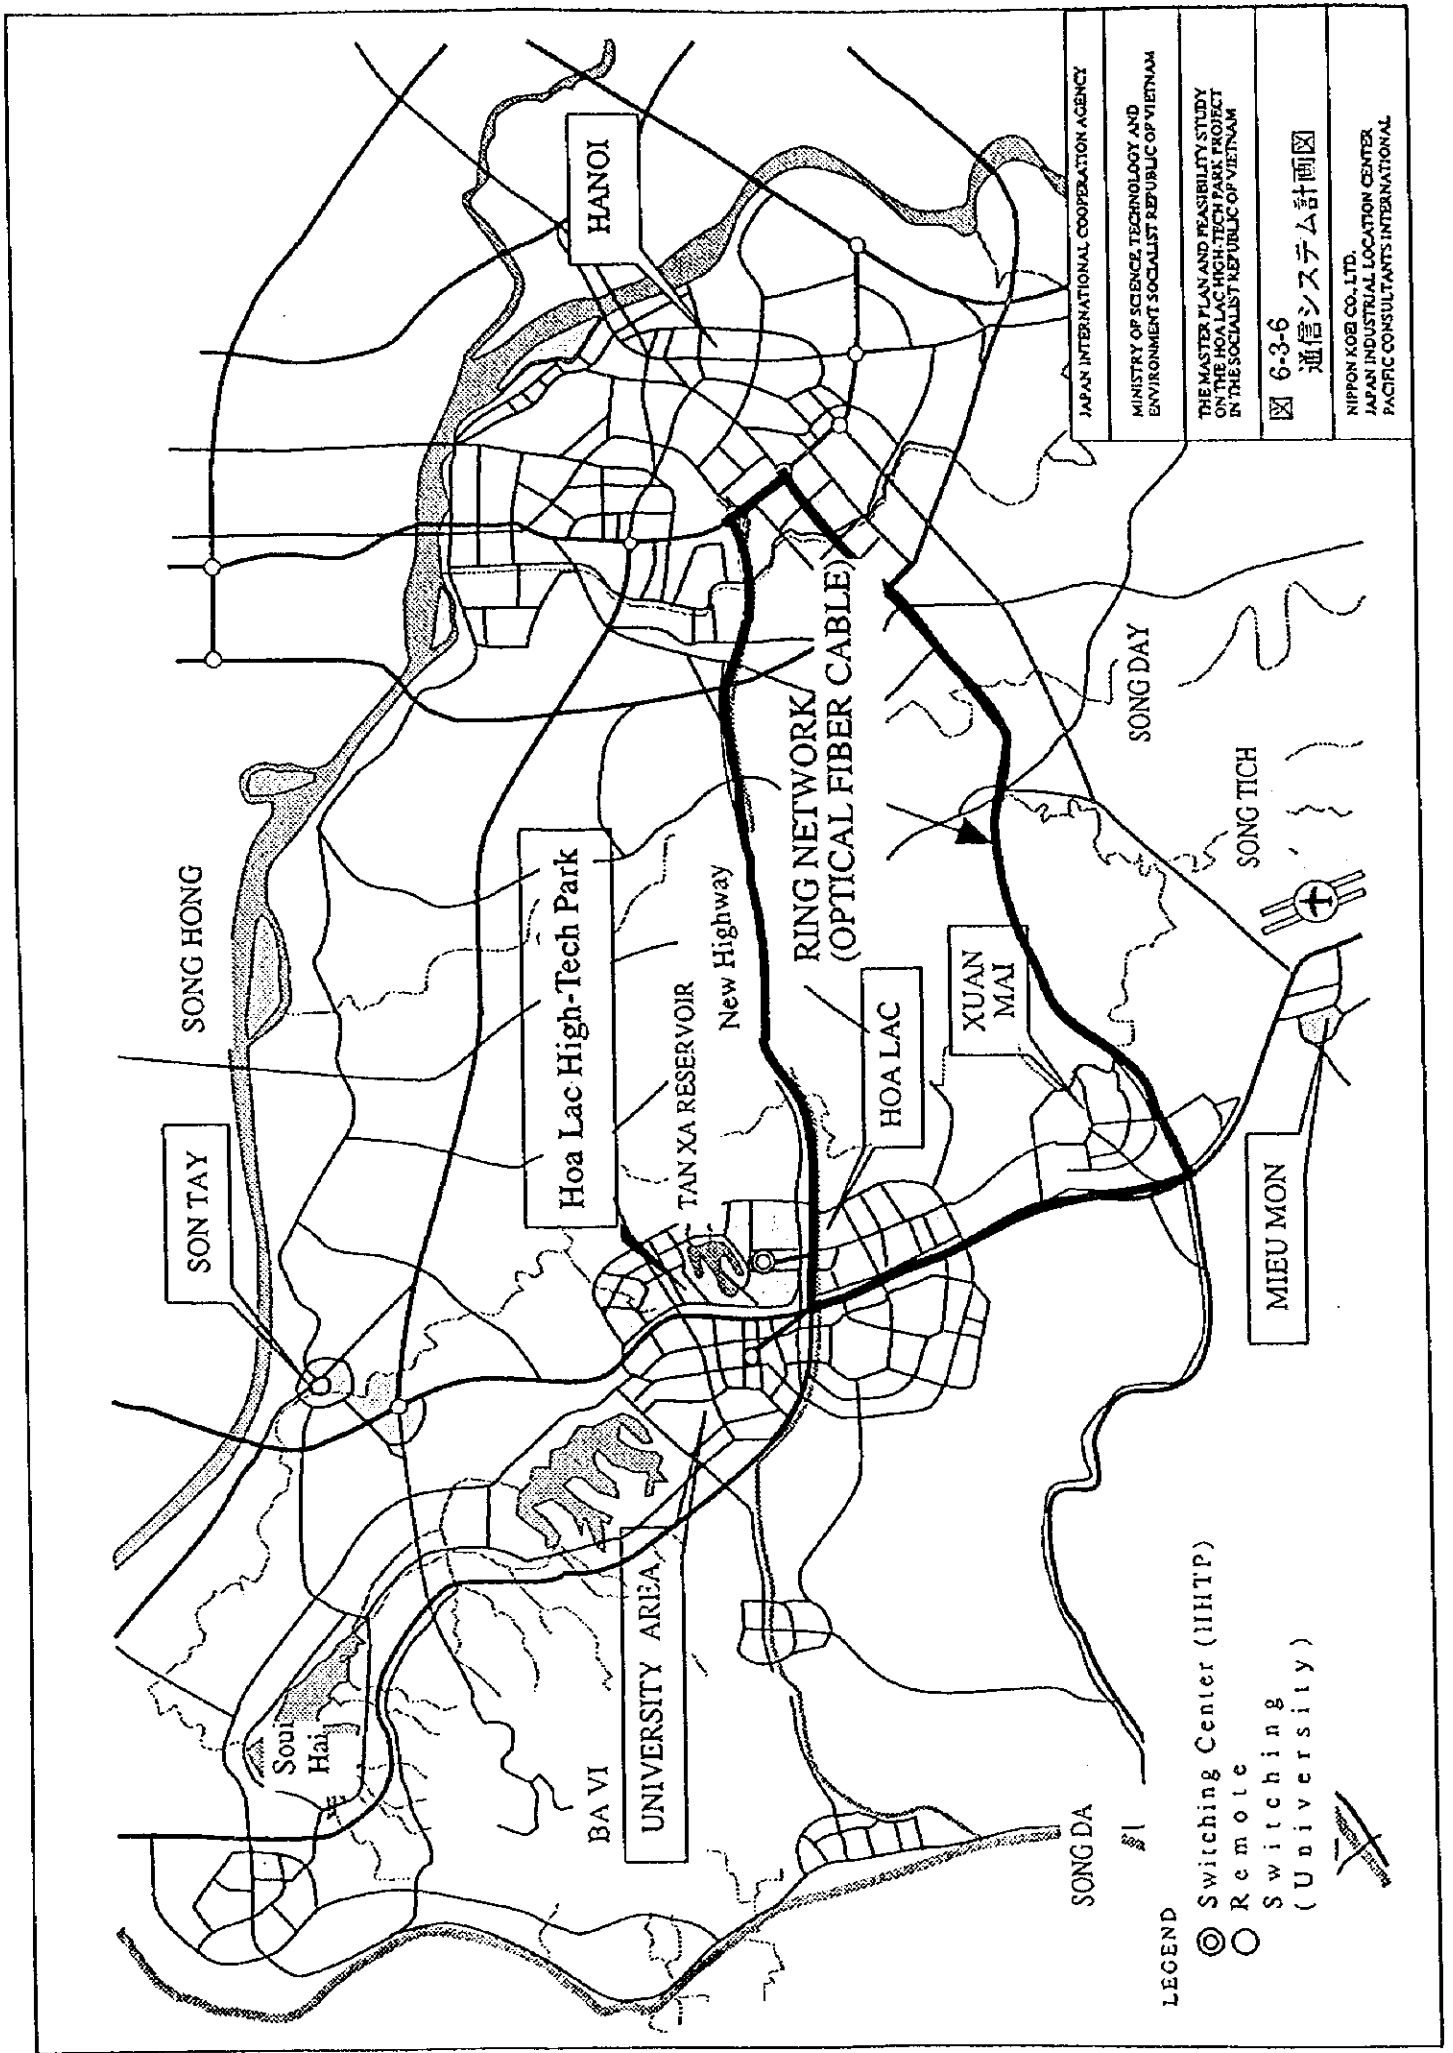 SONG HONG
SON TAY
HANOI
Hoa Lac High-Tech Park
TAN XA RESERVOIR
New Highway
RING NETWORK
(OPTICAL FIBER CABLE)
HOA LAC
XUAN
MAI
SONG DAY
SONG TICH
MIEU MON
Soui
Hai
BA VI
UNIVERSITY AREA
SONG DA
LEGEND
◎ Switching Center (HHTP)
○ Remote
Switching
(University)
JAPAN INTERNATIONAL COOPERATION AGENCY
MINISTRY OF SCIENCE, TECHNOLOGY AND
ENVIRONMENT SOCIALIST REPUBLIC OF VIETNAM
THE MASTER PLAN AND FEASIBILITY STUDY
ON THE HOA LAC HIGH-TECH PARK PROJECT
IN THE SOCIALIST REPUBLIC OF VIETNAM
図 6-3-6
通信システム計画図
NIPPON KOEI CO., LTD.
JAPAN INDUSTRIAL LOCATION CENTER
PACIFIC CONSULTANTS INTERNATIONAL